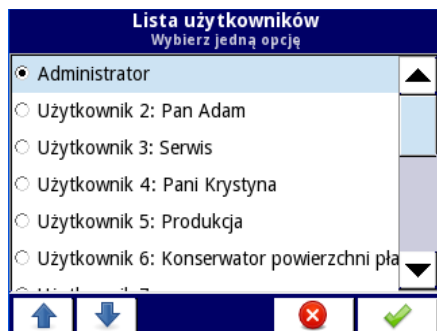 Lista użytkowników
Wybierz jedną opcję
Administrator
Użytkownik 2: Pan Adam
Użytkownik 3: Serwis
Użytkownik 4: Pani Krystyna
Użytkownik 5: Produkcja
Użytkownik 6: Konserwator powierzchni pła